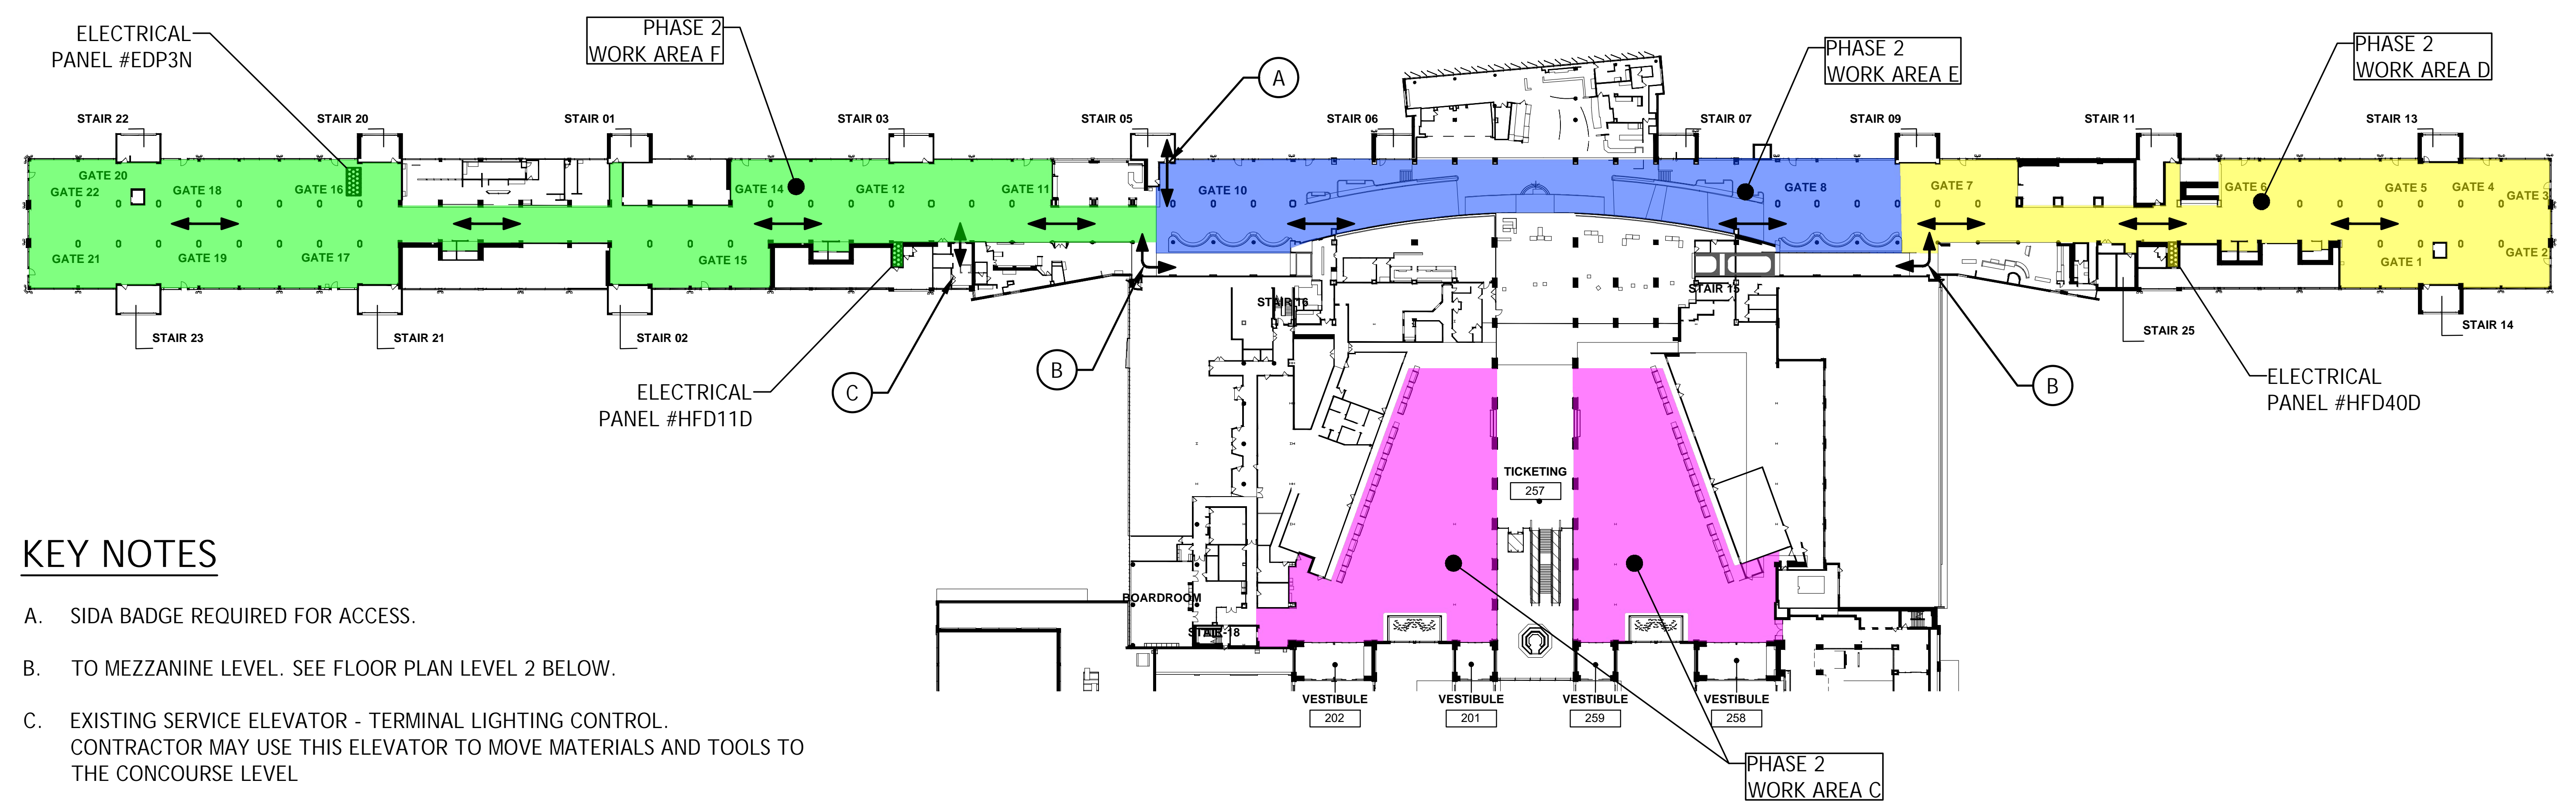 ELECTRICAL
PANEL #EDP3N
PHASE 2
WORK AREA F
A
PHASE 2
WORK AREA E
PHASE 2
WORK AREA D
STAIR 22
STAIR 20
STAIR 01
STAIR 03
STAIR 05
STAIR 06
STAIR 07
STAIR 09
STAIR 11
STAIR 13
GATE 20
GATE 22
GATE 18
GATE 16
GATE 14
GATE 12
GATE 11
GATE 10
GATE 8
GATE 7
GATE 6
GATE 5
GATE 4
GATE 3
GATE 21
GATE 19
GATE 17
GATE 15
GATE 1
GATE 2
STAIR 16
STAIR 15
STAIR 23
STAIR 21
STAIR 02
STAIR 25
STAIR 14
ELECTRICAL
PANEL #HFD11D
C
B
B
ELECTRICAL
PANEL #HFD40D
TICKETING
257
BOARDROOM
STAIR-18
VESTIBULE
202
VESTIBULE
201
VESTIBULE
259
VESTIBULE
258
PHASE 2
WORK AREA C
KEY NOTES
A. SIDA BADGE REQUIRED FOR ACCESS.
B. TO MEZZANINE LEVEL. SEE FLOOR PLAN LEVEL 2 BELOW.
C. EXISTING SERVICE ELEVATOR - TERMINAL LIGHTING CONTROL.
CONTRACTOR MAY USE THIS ELEVATOR TO MOVE MATERIALS AND TOOLS TO
THE CONCOURSE LEVEL